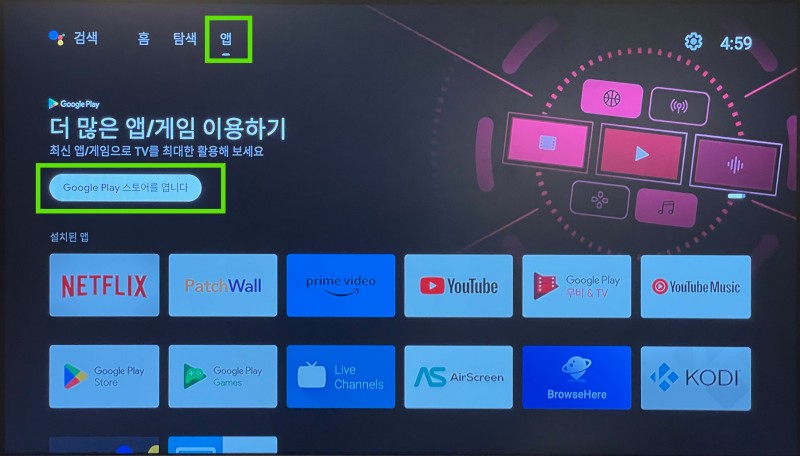 검색
홈
탐색
앱
4:59
Google Play
더 많은 앱/게임 이용하기
최신 앱/게임으로 TV를 최대한 활용해 보세요
Google Play 스토어를 엽니다
설치된 앱
NETFLIX
PatchWall
prime video
YouTube
Google Play
무비 & TV
YouTube Music
Google Play
Store
Google Play
Games
Live
Channels
AirScreen
BrowseHere
KODI